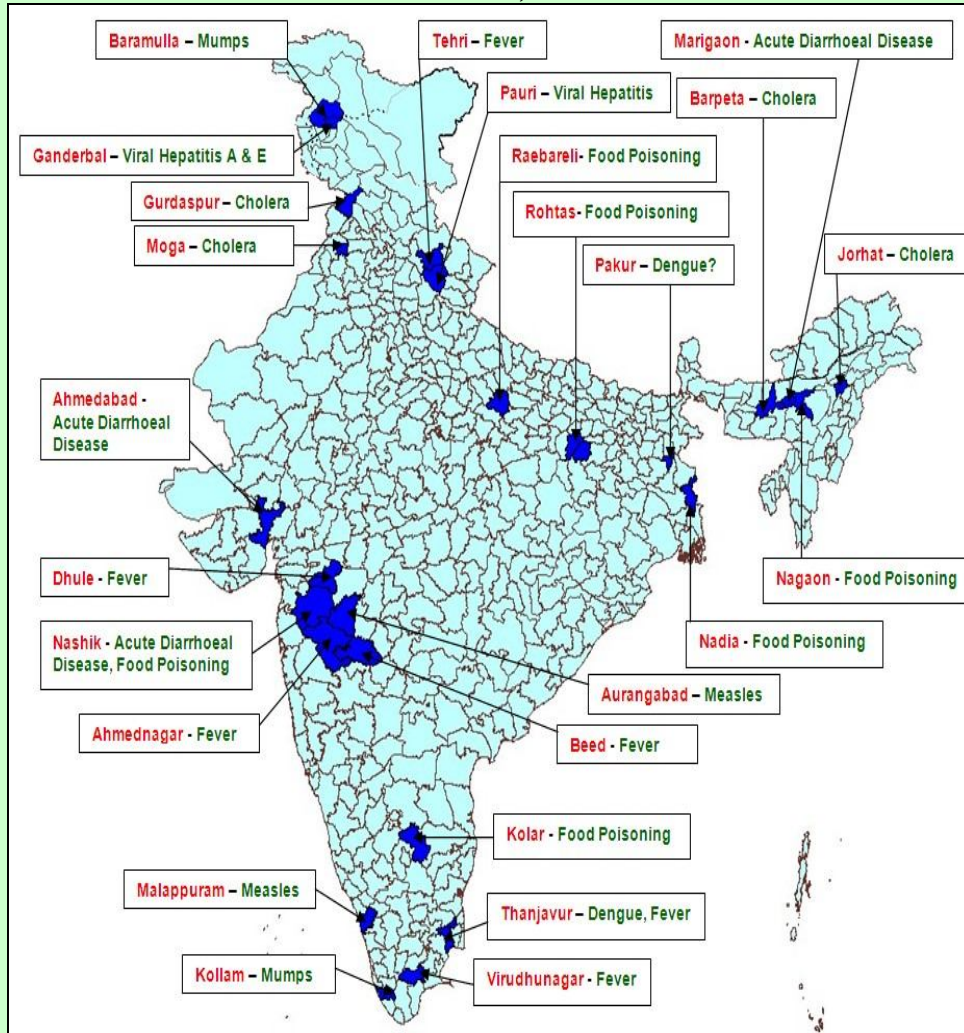 Baramulla – Mumps
Tehri – Fever
Marigaon - Acute Diarrhoeal Disease
Pauri – Viral Hepatitis
Barpeta – Cholera
Ganderbal – Viral Hepatitis A & E
Raebareli- Food Poisoning
Gurdaspur – Cholera
Rohtas- Food Poisoning
Moga – Cholera
Pakur – Dengue?
Jorhat – Cholera
Ahmedabad -
Acute Diarrhoeal
Disease
Dhule - Fever
Nagaon - Food Poisoning
Nashik - Acute Diarrhoeal
Disease, Food Poisoning
Nadia - Food Poisoning
Aurangabad – Measles
Ahmednagar - Fever
Beed - Fever
Kolar - Food Poisoning
Malappuram – Measles
Thanjavur – Dengue, Fever
Kollam – Mumps
Virudhunagar - Fever